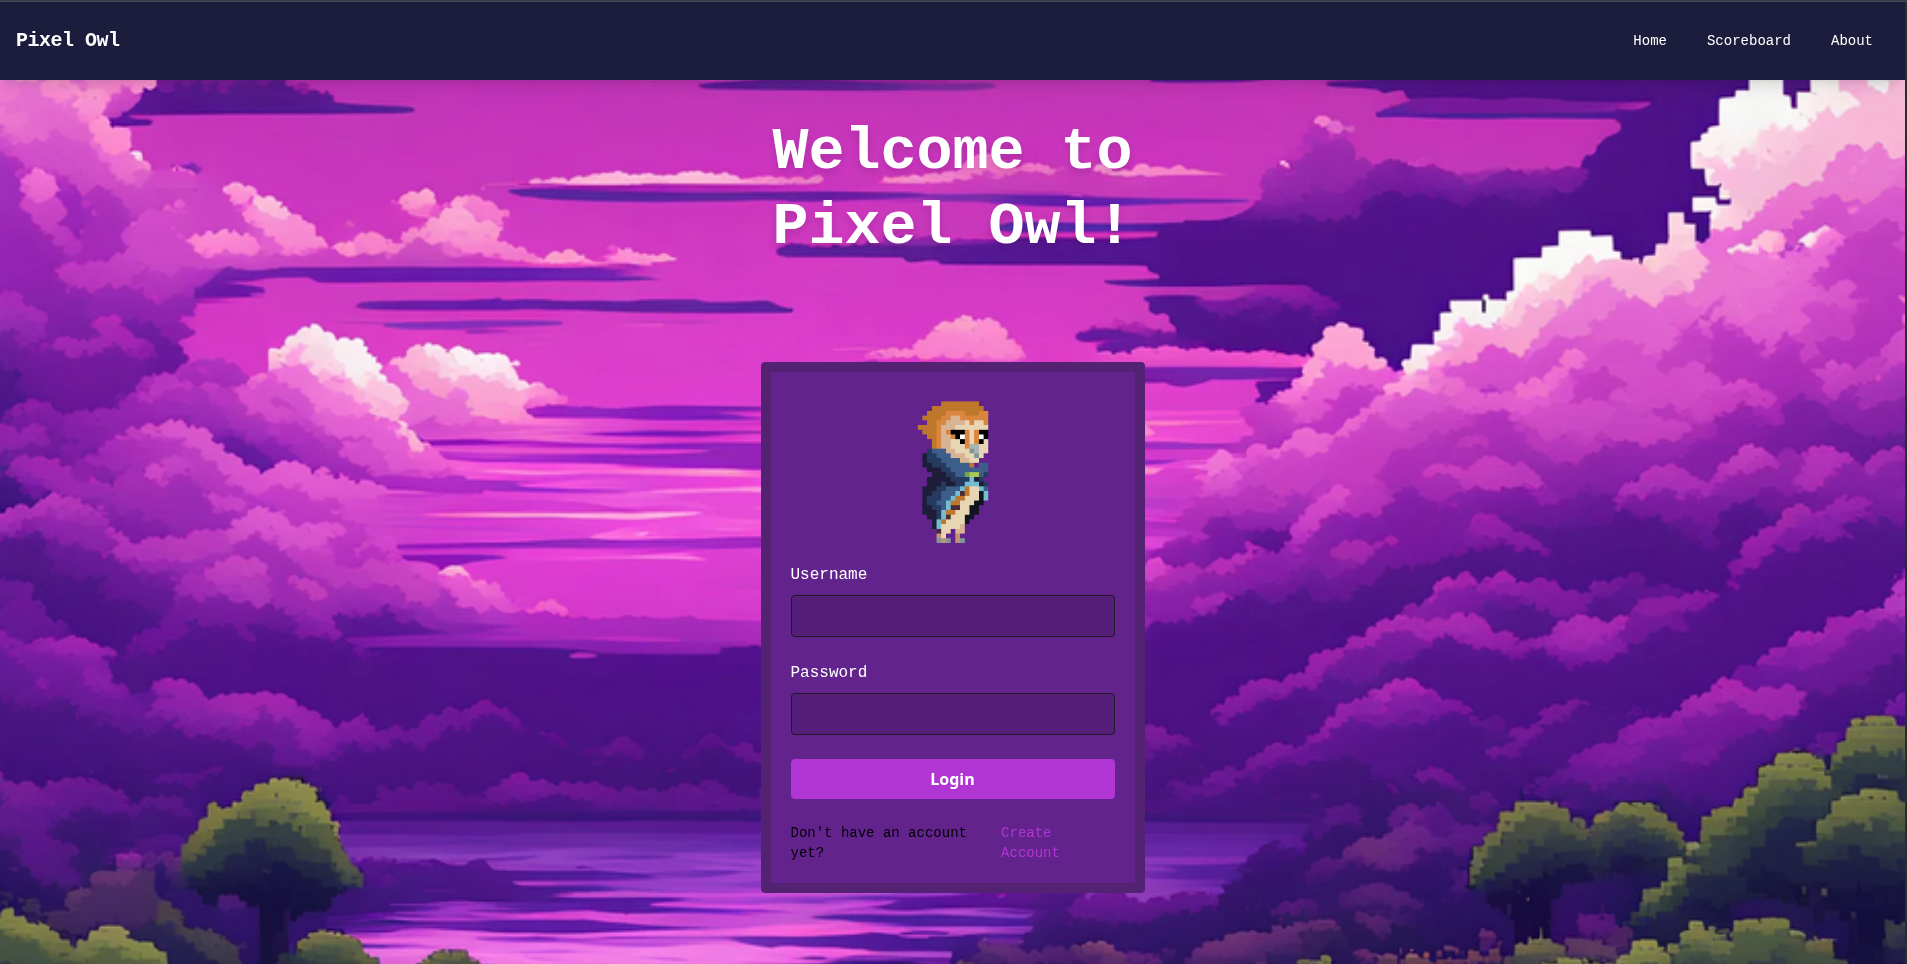 Pixel Owl
Home Scoreboard About
Welcome to
Pixel Owl!
Username
Password
Login
Don't have an account
yet?
Create
Account